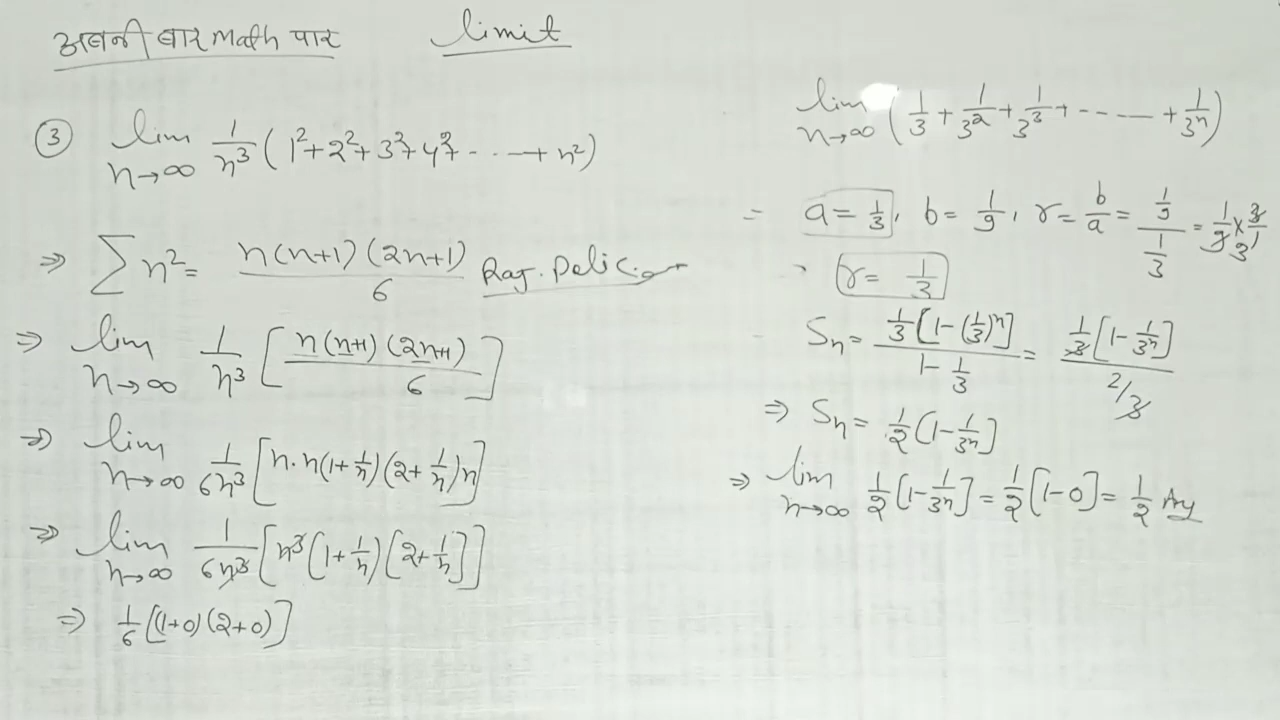 अबनी बार math पार
limit
③ lim n→∞ 1/n³ (1²+2²+3²+4²+ - - - - + n²)
⇒ ∑ n² = n(n+1)(2n+1)/6
⇒ lim n→∞ 1/n³ [n(n+1)(2n+1)/6]
⇒ lim n→∞ 1/6n³ [n·n(1+1/n)(2+1/n)n]
⇒ lim n→∞ 1/6n³ [n³(1+1/n)[2+1/n]]
⇒ 1/6 [(1+0)(2+0)]
lim n→∞ (1/3 + 1/3² + 1/3³ + - - - - + 1/3ⁿ)
= a = 1/3, b = 1/9, r = b/a = (1/9)/(1/3) = 1/9 × 3/1
r = 1/3
Sn = 1/3[1-(1/3)ⁿ]/(1-1/3) = 1/3[1-1/3ⁿ]/(2/3)
⇒ Sn = 1/2(1-1/3ⁿ]
⇒ lim n→∞ 1/2[1-1/3ⁿ] = 1/2[1-0] = 1/2 Ay